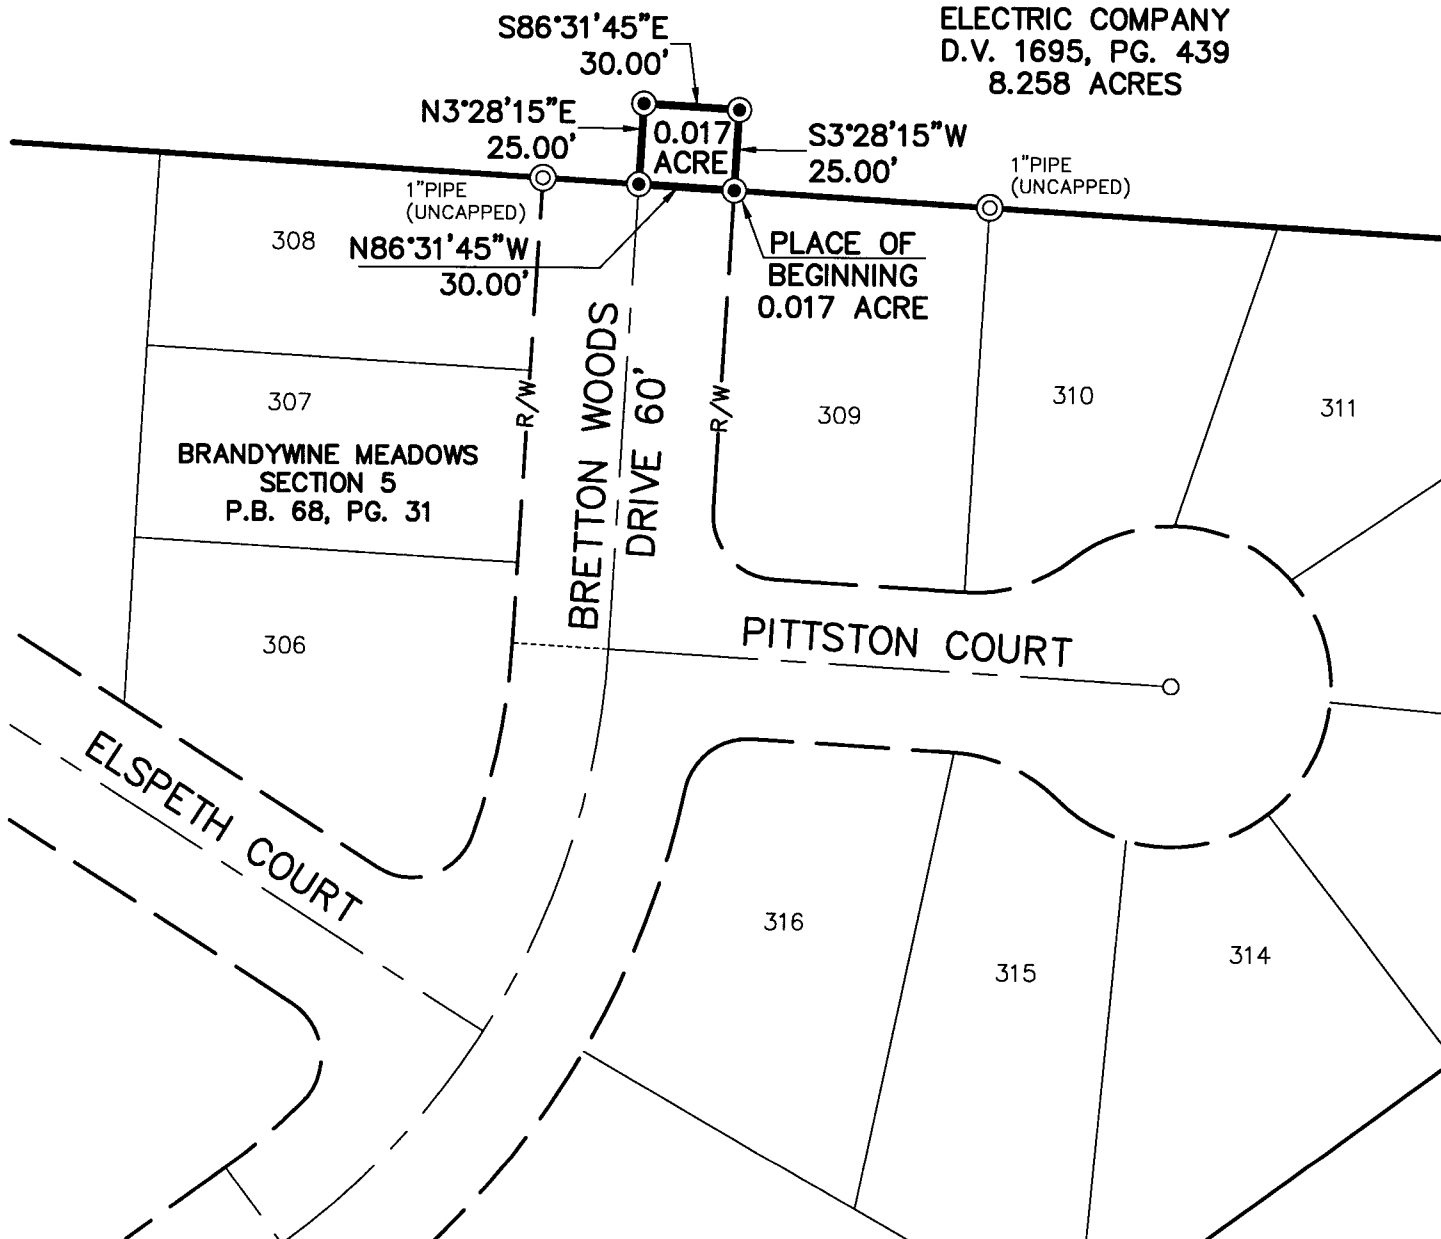 ELECTRIC COMPANY
D.V. 1695, PG. 439
8.258 ACRES
S86°31'45"E
30.00'
N3°28'15"E
25.00'
0.017
ACRE
S3°28'15"W
25.00'
1"PIPE
(UNCAPPED)
1"PIPE
(UNCAPPED)
308
N86°31'45"W
30.00'
PLACE OF
BEGINNING
0.017 ACRE
307
BRANDYWINE MEADOWS
SECTION 5
P.B. 68, PG. 31
R/W
BRETTON WOODS
DRIVE 60'
R/W
309
310
311
306
PITTSTON COURT
ELSPETH COURT
316
315
314